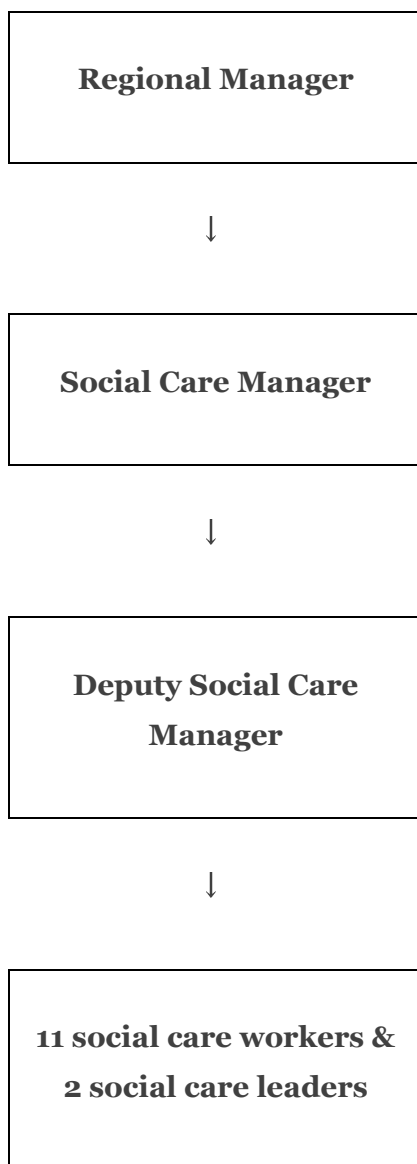 Regional Manager
↓
Social Care Manager
↓
Deputy Social Care
Manager
↓
11 social care workers &
2 social care leaders